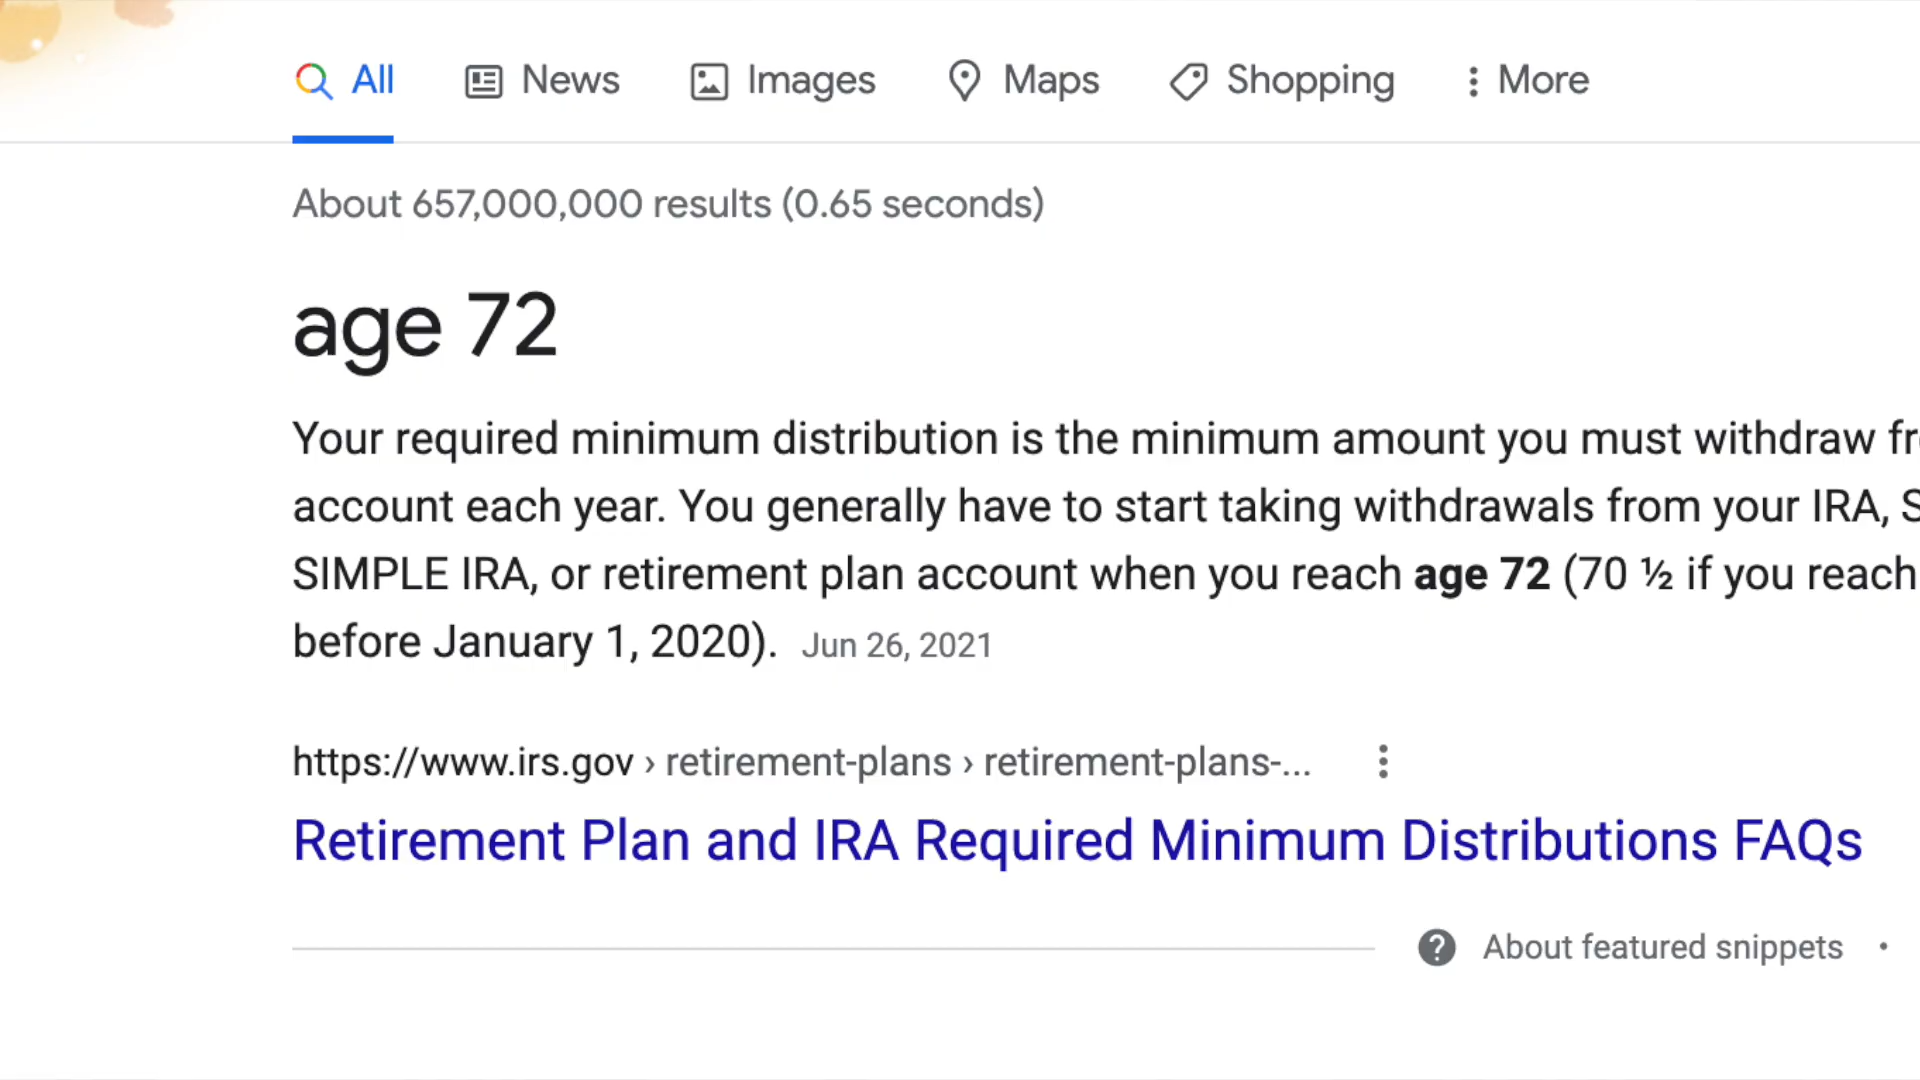 All News Images Maps Shopping More
About 657,000,000 results (0.65 seconds)
age 72
Your required minimum distribution is the minimum amount you must withdraw
account each year. You generally have to start taking withdrawals from your IRA,
SIMPLE IRA, or retirement plan account when you reach age 72 (70 ½ if you reach
before January 1, 2020). Jun 26, 2021
https://www.irs.gov › retirement-plans › retirement-plans-...
Retirement Plan and IRA Required Minimum Distributions FAQs
About featured snippets •